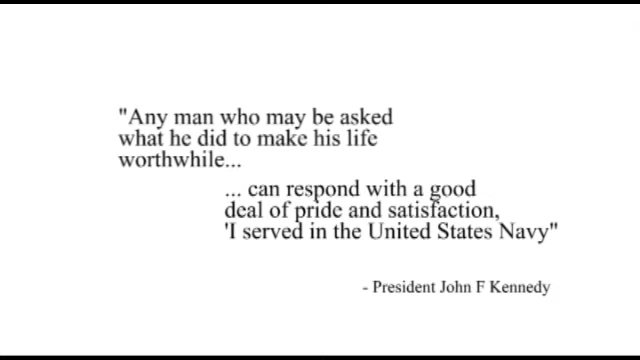 "Any man who may be asked
what he did to make his life
worthwhile...
... can respond with a good
deal of pride and satisfaction,
'I served in the United States Navy"
- President John F Kennedy